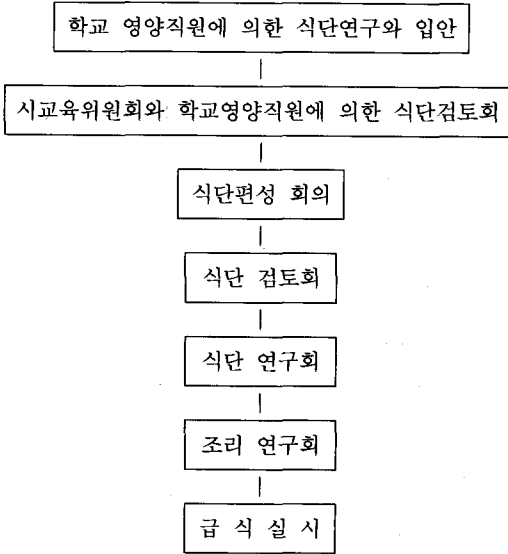 학교 영양직원에 의한 식단연구와 입안
시교육위원회와 학교영양직원에 의한 식단검토회
식단편성 회의
식단 검토회
식단 연구회
조리 연구회
급 식 실 시